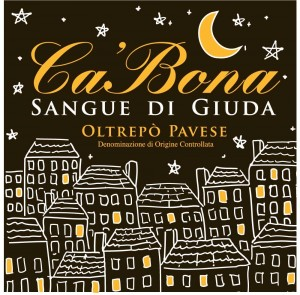 Ca'Bona
SANGUE DI GIUDA
OLTREPÒ PAVESE
Denominazione di Origine Controllata